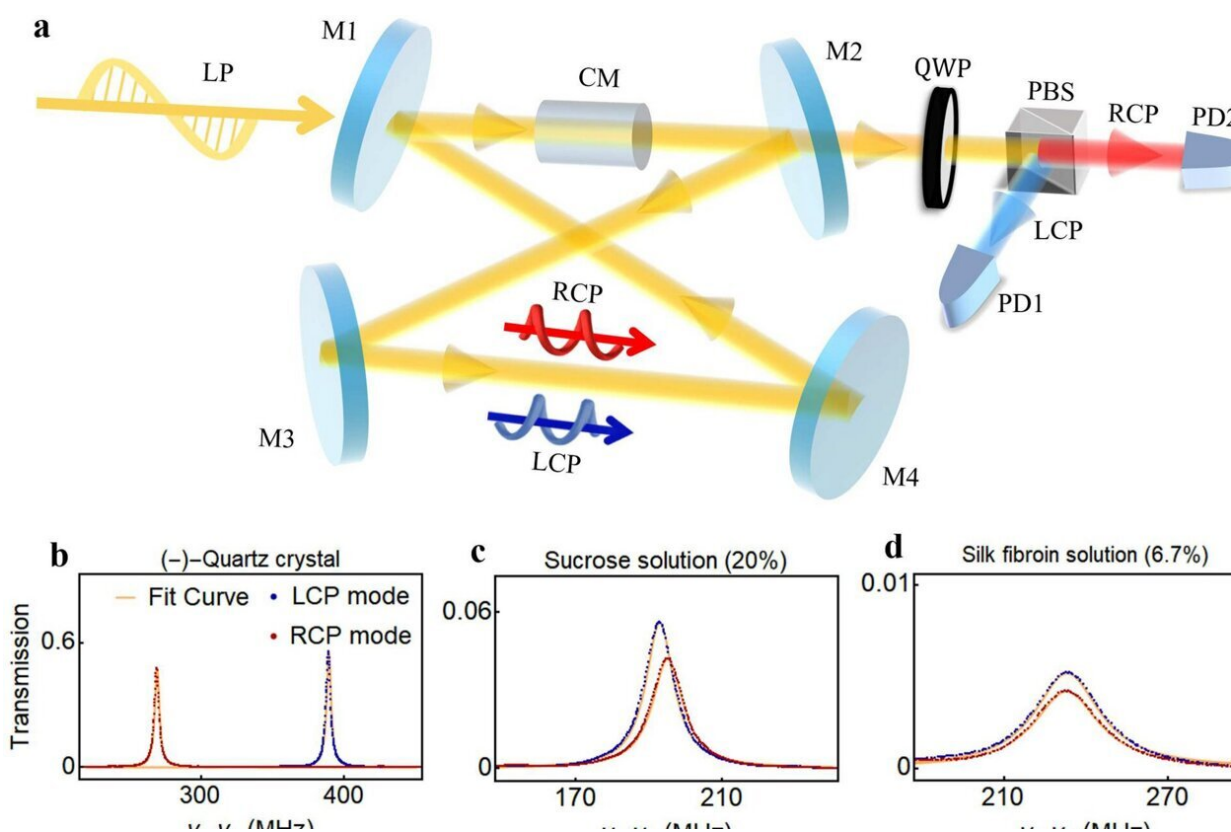 a
LP
M1
CM
M2
QWP
PBS
RCP
PD2
LCP
PD1
RCP
LCP
M3
M4
b
(−)-Quartz crystal
Fit Curve
LCP mode
RCP mode
Transmission
0.6
0
300
400
(MHz)
c
Sucrose solution (20%)
0.06
0
170
210
(MHz)
d
Silk fibroin solution (6.7%)
0.01
0
210
270
(MHz)